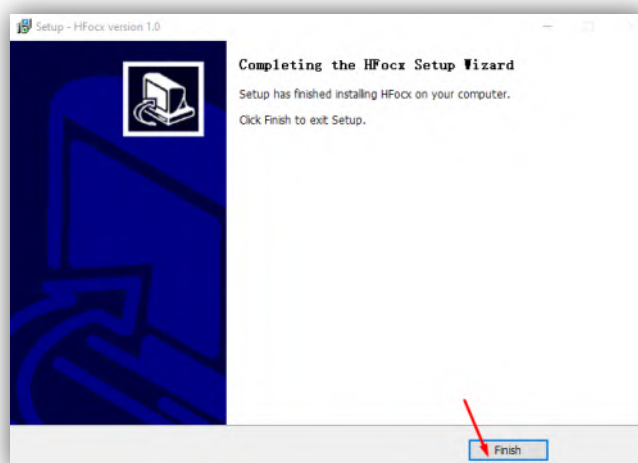 Setup - HFocx version 1.0
Completing the HFocx Setup Wizard
Setup has finished installing HFocx on your computer.
Click Finish to exit Setup.
Finish